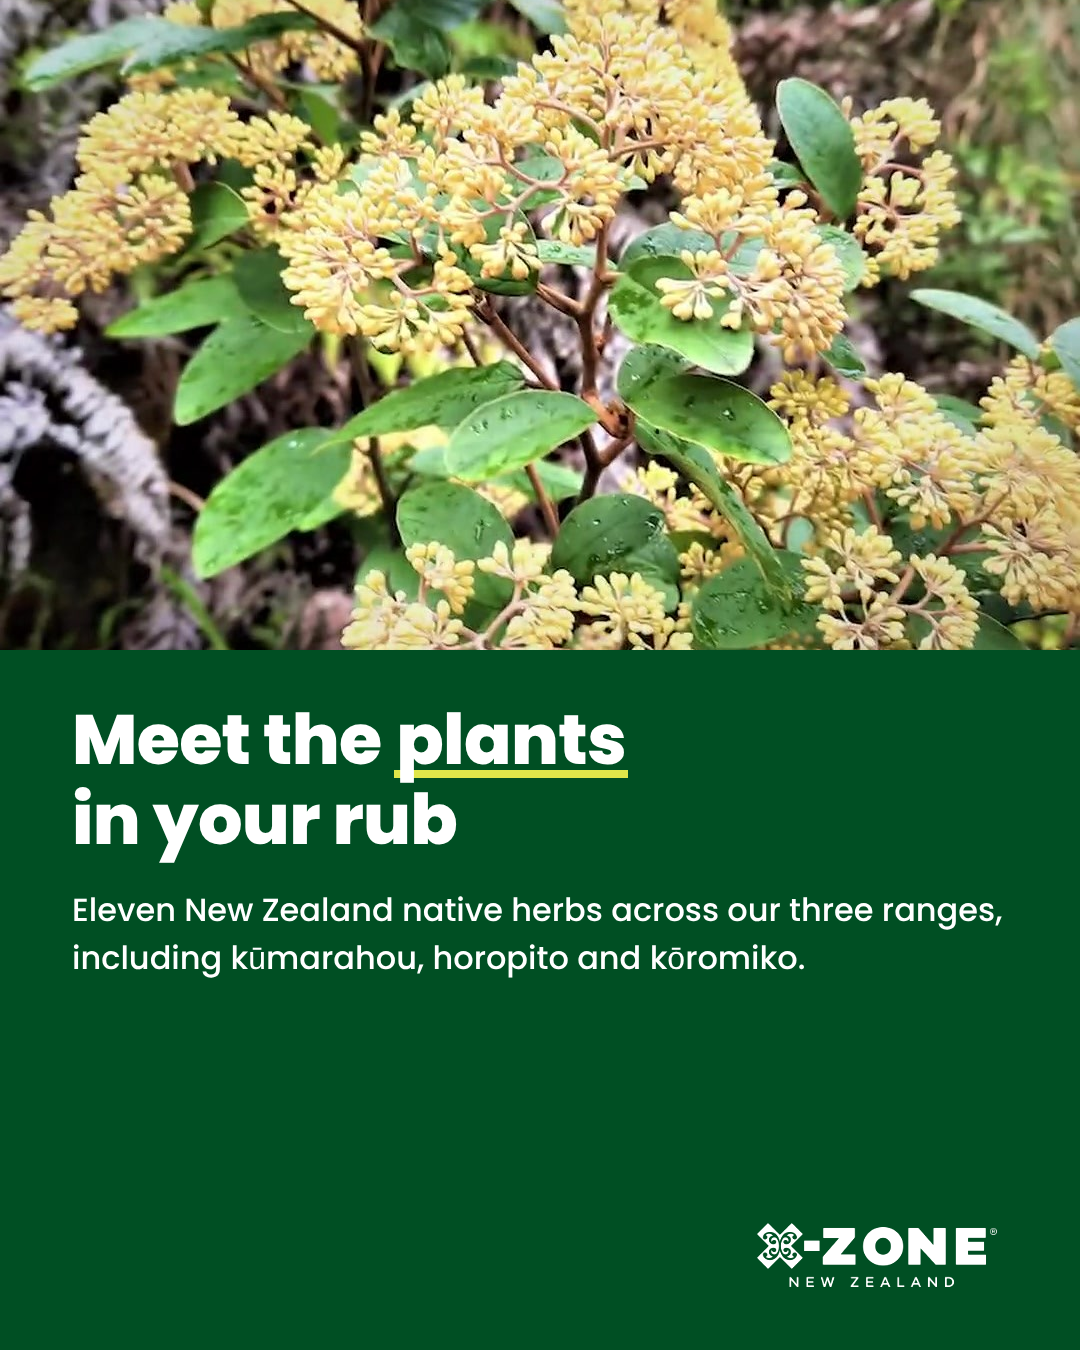 Meet the plants
in your rub
Eleven New Zealand native herbs across our three ranges,
including kūmarahou, horopito and kōromiko.
X-ZONE®
NEW ZEALAND